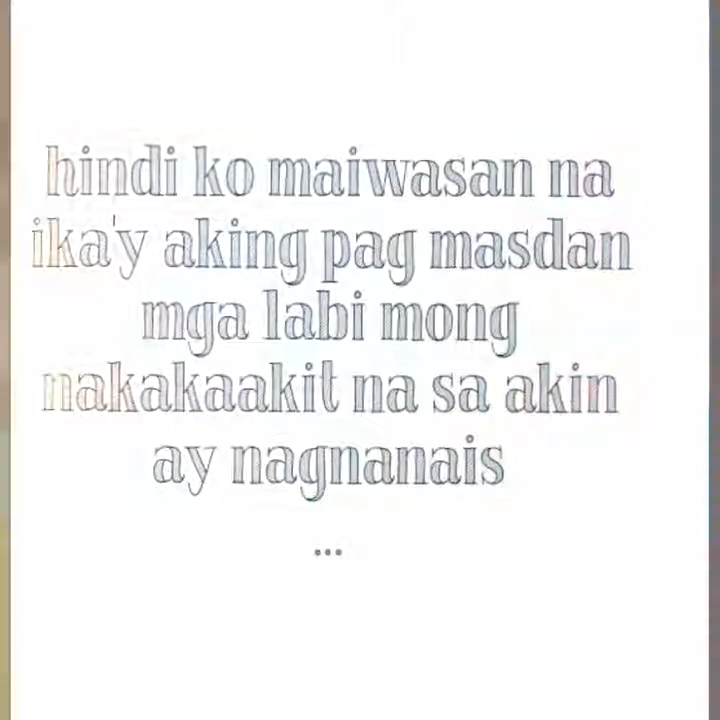 hindi ko maiwasan na
ika'y aking pag masdan
mga labi mong
nakakaakit na sa akin
ay nagnanais
...